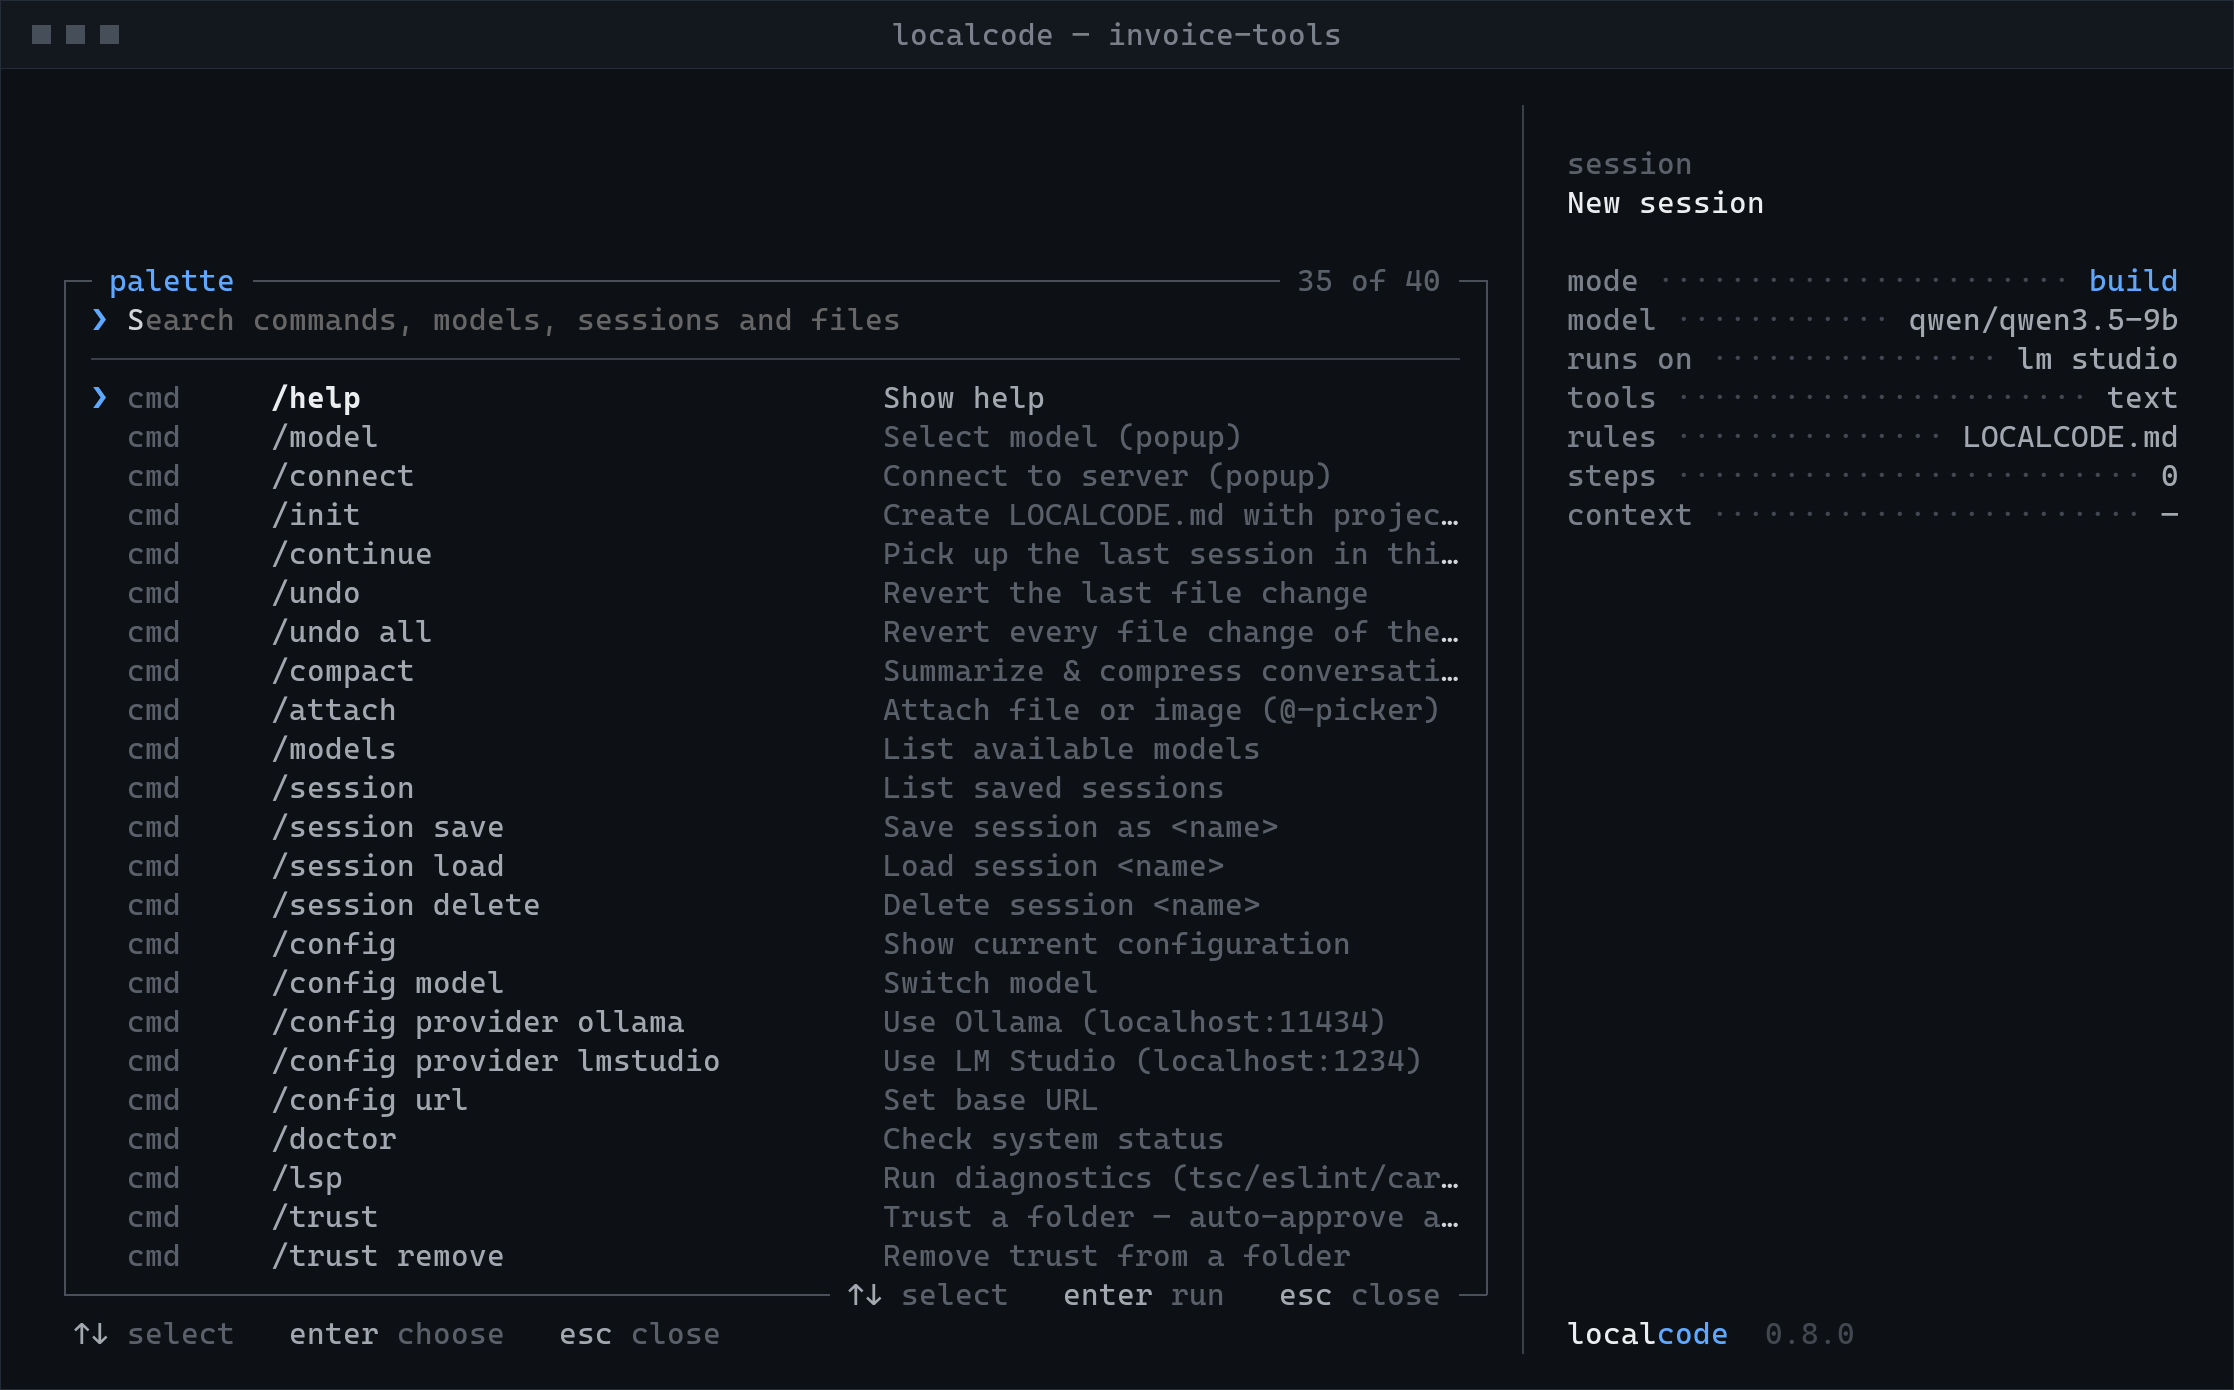 localcode — invoice-tools
session
New session
palette 35 of 40
❯ Search commands, models, sessions and files
❯ cmd /help Show help
cmd /model Select model (popup)
cmd /connect Connect to server (popup)
cmd /init Create LOCALCODE.md with projec…
cmd /continue Pick up the last session in thi…
cmd /undo Revert the last file change
cmd /undo all Revert every file change of the…
cmd /compact Summarize & compress conversati…
cmd /attach Attach file or image (@-picker)
cmd /models List available models
cmd /session List saved sessions
cmd /session save Save session as <name>
cmd /session load Load session <name>
cmd /session delete Delete session <name>
cmd /config Show current configuration
cmd /config model Switch model
cmd /config provider ollama Use Ollama (localhost:11434)
cmd /config provider lmstudio Use LM Studio (localhost:1234)
cmd /config url Set base URL
cmd /doctor Check system status
cmd /lsp Run diagnostics (tsc/eslint/car…
cmd /trust Trust a folder — auto-approve a…
cmd /trust remove Remove trust from a folder
↑↓ select enter run esc close
↑↓ select enter choose esc close
mode ······················· build
model ············ qwen/qwen3.5-9b
runs on ················ lm studio
tools ······················· text
rules ··············· LOCALCODE.md
steps ·························· 0
context ························ —
localcode 0.8.0